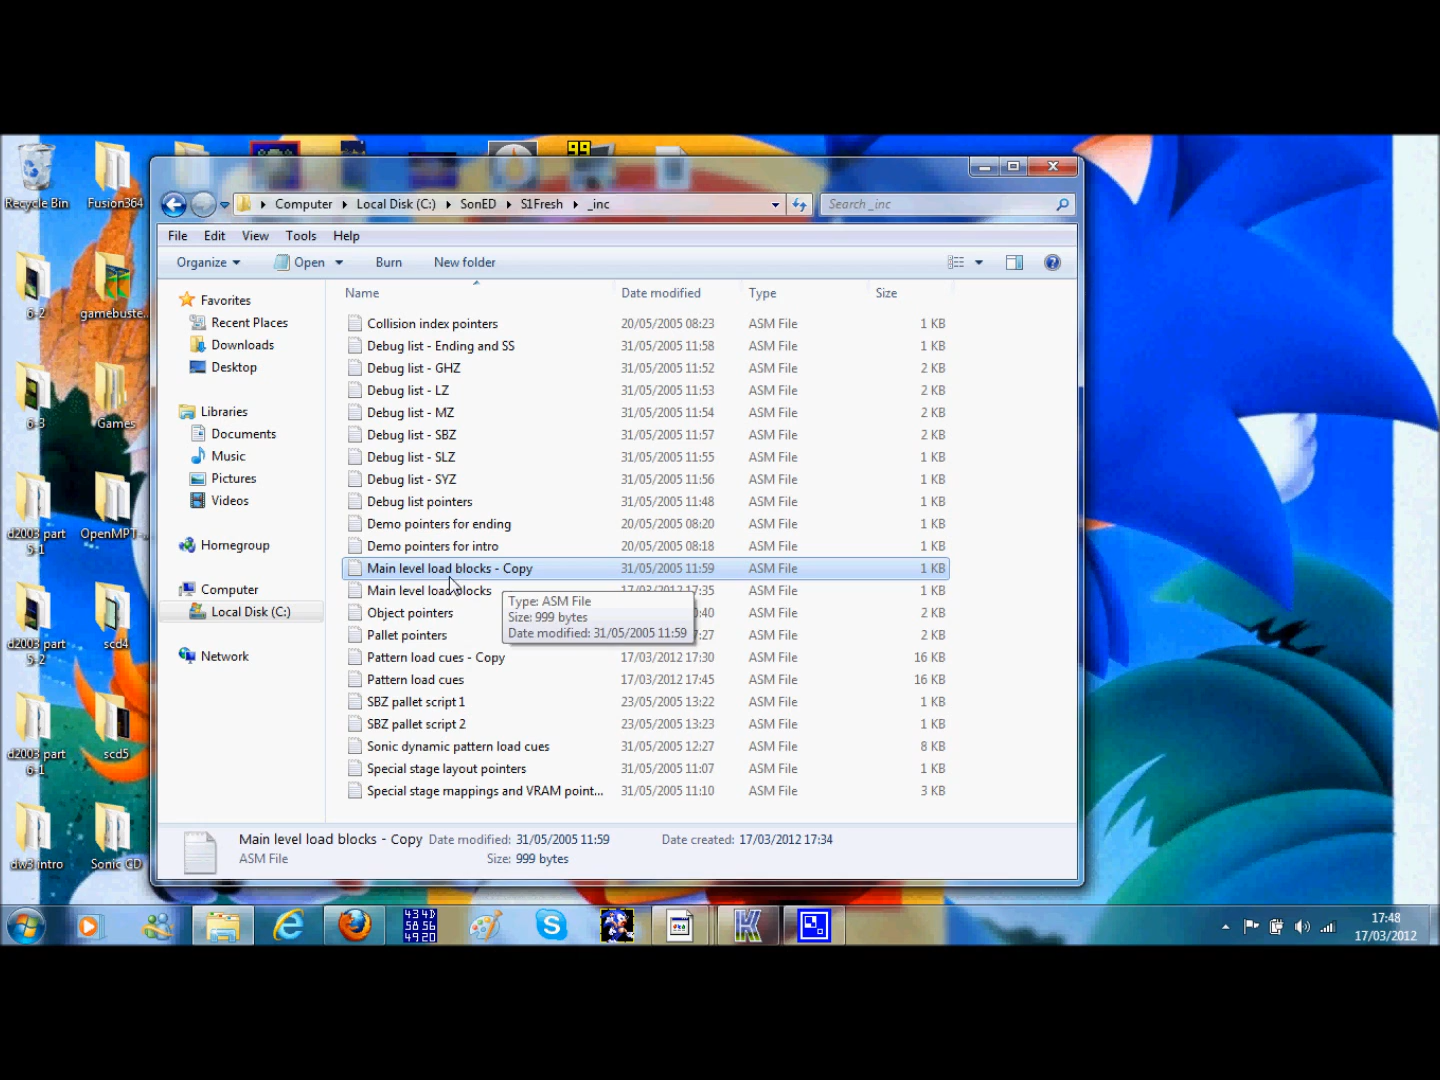 99
Recycle Bin
Fusion364
Computer
Local Disk (C:)
SonED
S1Fresh
_inc
Search _inc
File Edit View Tools Help
Organize Open Burn New folder
Name Date modified Type Size
Favorites
Recent Places
Downloads
Desktop
Libraries
Documents
Music
Pictures
Videos
Homegroup
Computer
Local Disk (C:)
Network
Collision index pointers 20/05/2005 08:23 ASM File 1 KB
Debug list - Ending and SS 31/05/2005 11:58 ASM File 1 KB
Debug list - GHZ 31/05/2005 11:52 ASM File 2 KB
Debug list - LZ 31/05/2005 11:53 ASM File 2 KB
Debug list - MZ 31/05/2005 11:54 ASM File 2 KB
Debug list - SBZ 31/05/2005 11:57 ASM File 2 KB
Debug list - SLZ 31/05/2005 11:55 ASM File 2 KB
Debug list - SYZ 31/05/2005 11:56 ASM File 2 KB
Debug list pointers 31/05/2005 11:48 ASM File 1 KB
Demo pointers for ending 20/05/2005 08:20 ASM File 1 KB
Demo pointers for intro 20/05/2005 08:18 ASM File 1 KB
Main level load blocks - Copy 31/05/2005 11:59 ASM File 1 KB
Main level load blocks 17/03/2012 17:35 ASM File 1 KB
Object pointers :40 ASM File 2 KB
Pallet pointers :27 ASM File 2 KB
Pattern load cues - Copy 17/03/2012 17:30 ASM File 16 KB
Pattern load cues 17/03/2012 17:45 ASM File 16 KB
SBZ pallet script 1 23/05/2005 13:22 ASM File 1 KB
SBZ pallet script 2 23/05/2005 13:23 ASM File 1 KB
Sonic dynamic pattern load cues 31/05/2005 12:27 ASM File 8 KB
Special stage layout pointers 31/05/2005 11:07 ASM File 1 KB
Special stage mappings and VRAM point... 31/05/2005 11:10 ASM File 3 KB
Type: ASM File
Size: 999 bytes
Date modified: 31/05/2005 11:59
Main level load blocks - Copy Date modified: 31/05/2005 11:59 Date created: 17/03/2012 17:34
ASM File Size: 999 bytes
6-2
gamebuste...
6-3
Games
d2003 part
5-1
OpenMPT-...
d2003 part
5-2
scd4
d2003 part
6-1
scd5
dw3 intro
Sonic CD
43 4D
58 56
49 20
17:48
17/03/2012